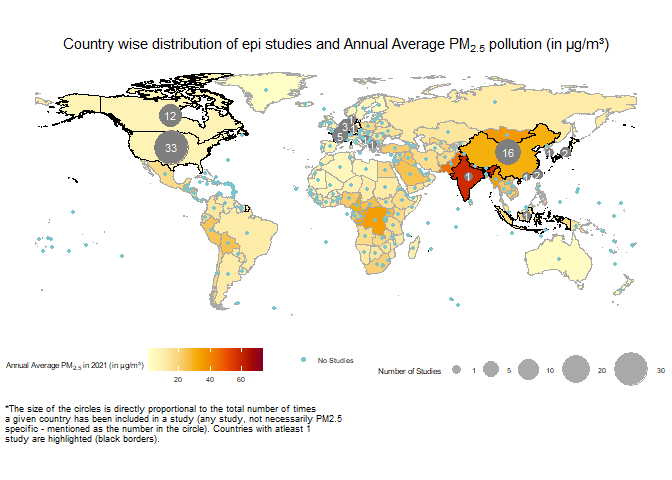 Country wise distribution of epi studies and Annual Average PM2.5 pollution (in µg/m³)
12
33
3
5
1
16
1
2
2
Annual Average PM2.5 in 2021 (in µg/m³)
20 40 60
No Studies
Number of Studies
1 5 10 20 30
*The size of the circles is directly proportional to the total number of times
a given country has been included in a study (any study, not necessarily PM2.5
specific - mentioned as the number in the circle). Countries with atleast 1
study are highlighted (black borders).